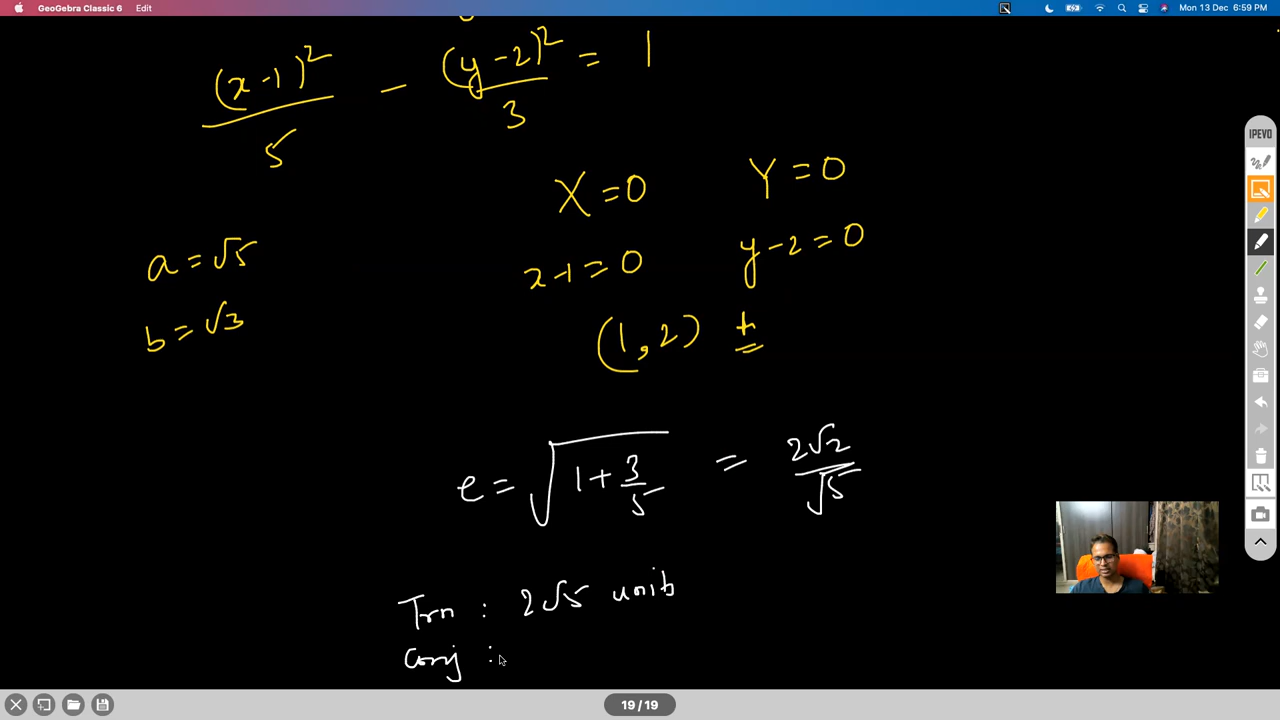 GeoGebra Classic 6 Edit Mon 13 Dec 6:59 PM
(x-1)²/5 - (y-2)²/3 = 1
IPEVO
X=0 Y=0
a=√5 x-1=0 y-2=0
b=√3 (1,2)
e=√(1+3/5) = 2√2/√5
Trn : 2√5 units
Conj :
19 / 19